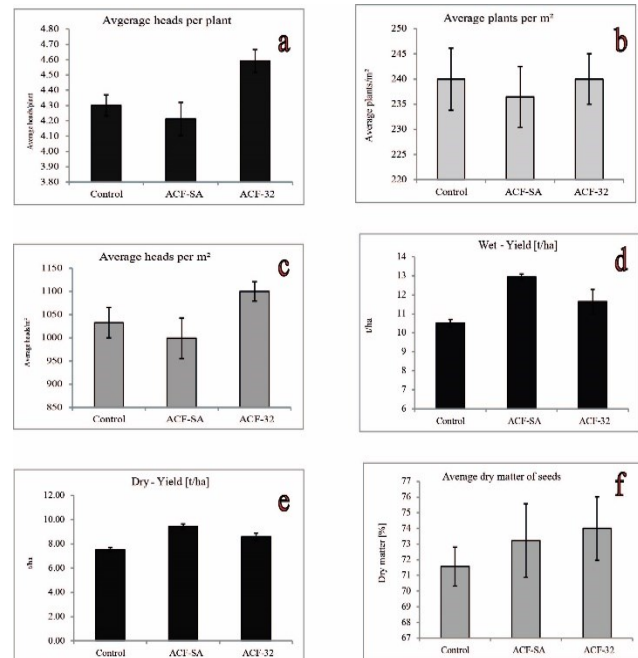 Avgerage heads per plant
a
4.80
4.70
4.60
4.50
4.40
4.30
4.20
4.10
4.00
3.90
3.80
Average heads/plant
Control ACF-SA ACF-32
Average plants per m²
b
250
245
240
235
230
225
220
Average plants/m²
Control ACF-SA ACF-32
Average heads per m²
c
1150
1100
1050
1000
950
900
850
Average heads/m²
Control ACF-SA ACF-32
Wet - Yield [t/ha]
d
14
13
12
11
10
9
8
7
6
t/ha
Control ACF-SA ACF-32
Dry - Yield [t/ha]
e
12.00
10.00
8.00
6.00
4.00
2.00
0.00
t/ha
Control ACF-SA ACF-32
Average dry matter of seeds
f
77
76
75
74
73
72
71
70
69
68
67
Dry matter [%]
Control ACF-SA ACF-32